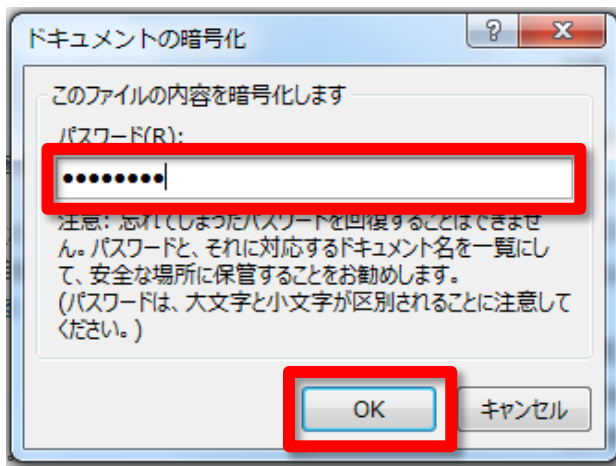 ドキュメントの暗号化
?
このファイルの内容を暗号化します
パスワード(R):
●●●●●●●●
注意: 忘れてしまったパスワードを回復することはできませ
ん。パスワードと、それに対応するドキュメント名を一覧にし
て、安全な場所に保管することをお勧めします。
(パスワードは、大文字と小文字が区別されることに注意して
ください。)
OK
キャンセル